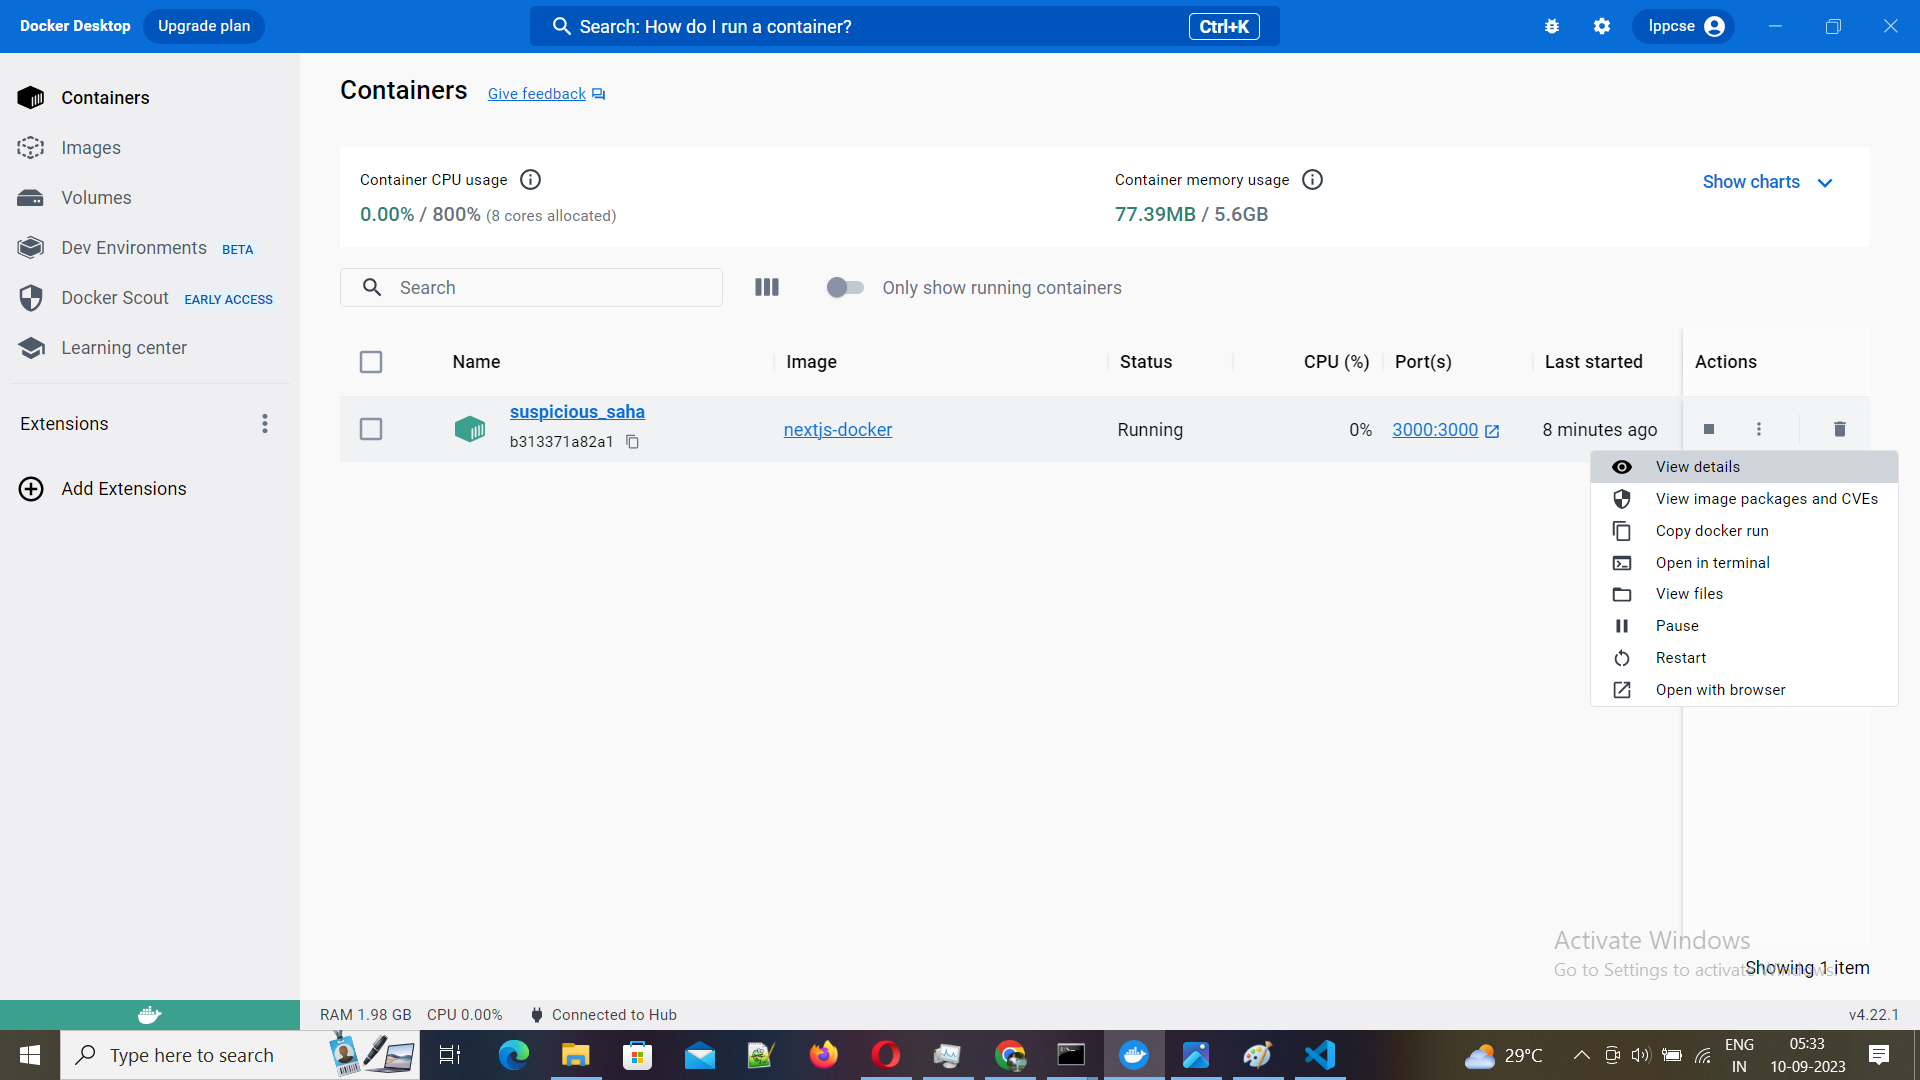 Docker Desktop Upgrade plan Search: How do I run a container? Ctrl+K lppcse
Containers
Images
Volumes
Dev Environments BETA
Docker Scout EARLY ACCESS
Learning center
Extensions
Add Extensions
Containers Give feedback
Container CPU usage
0.00% / 800% (8 cores allocated)
Container memory usage
77.39MB / 5.6GB
Show charts
Search
Only show running containers
Name Image Status CPU (%) Port(s) Last started Actions
suspicious_saha
b313371a82a1
nextjs-docker Running 0% 3000:3000 8 minutes ago
View details
View image packages and CVEs
Copy docker run
Open in terminal
View files
Pause
Restart
Open with browser
Activate Windows
Go to Settings to activate Windows.
Showing 1 item
RAM 1.98 GB CPU 0.00% Connected to Hub v4.22.1
Type here to search
29°C
ENG
IN
05:33
10-09-2023